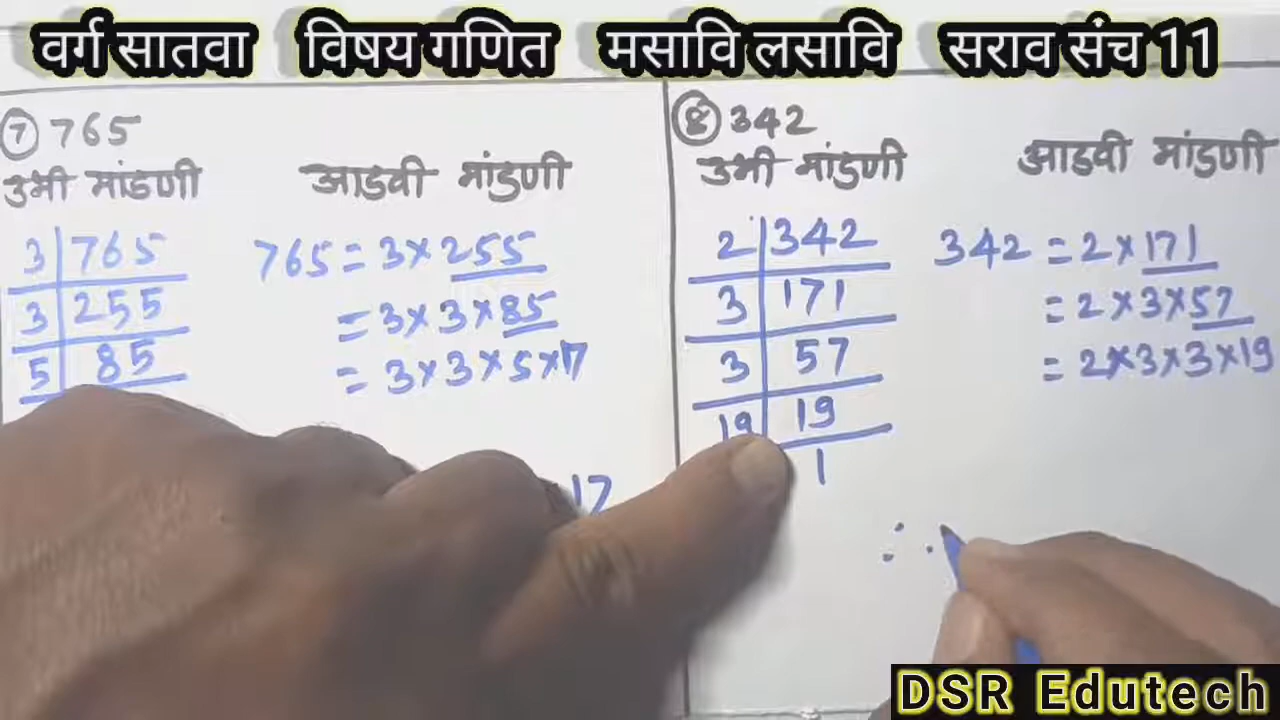 वर्ग सातवा विषय गणित मसावि लसावि सराव संच 11
7 765
उभी मांडणी आडवी मांडणी
3 765
3 255
5 85
765 = 3 × 255
= 3 × 3 × 85
= 3 × 3 × 5 × 17
17
8 342
उभी मांडणी आडवी मांडणी
2 342
3 171
3 57
19 19
1
342 = 2 × 171
= 2 × 3 × 57
= 2 × 3 × 3 × 19
∴
DSR Edutech